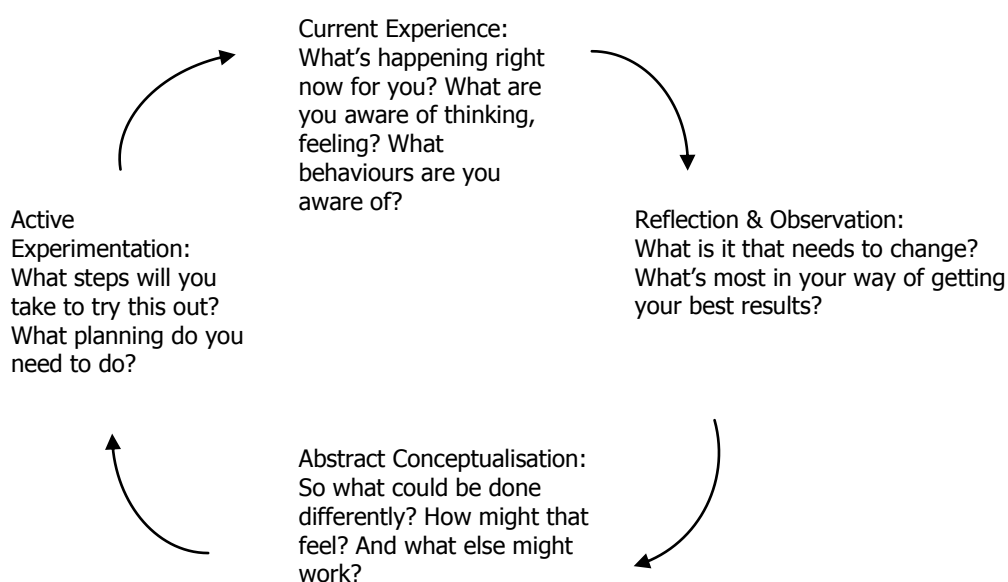 Current Experience:
What’s happening right
now for you? What are
you aware of thinking,
feeling? What
behaviours are you
aware of?
Reflection & Observation:
What is it that needs to change?
What’s most in your way of getting
your best results?
Abstract Conceptualisation:
So what could be done
differently? How might that
feel? And what else might
work?
Active
Experimentation:
What steps will you
take to try this out?
What planning do you
need to do?